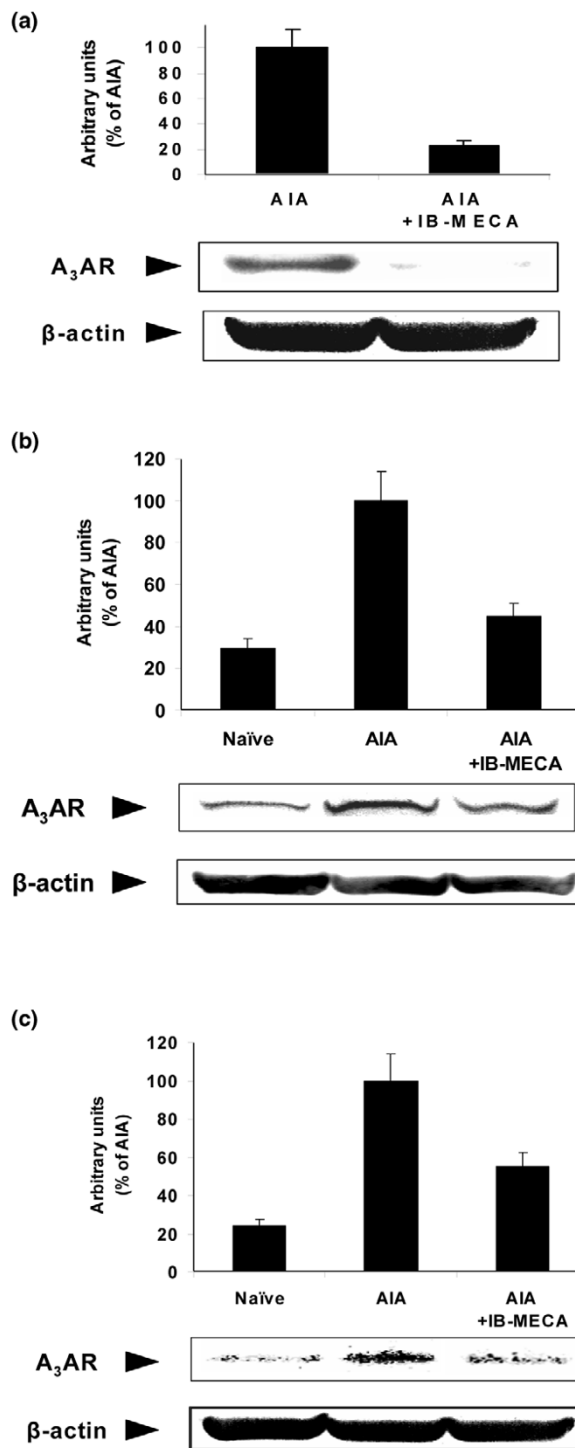 (a)
Arbitrary units
(% of AIA)
100
80
60
40
20
0
AIA
AIA
+IB-MECA
A₃AR
β-actin
(b)
Arbitrary units
(% of AIA)
120
100
80
60
40
20
0
Naïve
AIA
AIA
+IB-MECA
A₃AR
β-actin
(c)
Arbitrary units
(% of AIA)
120
100
80
60
40
20
0
Naïve
AIA
AIA
+IB-MECA
A₃AR
β-actin